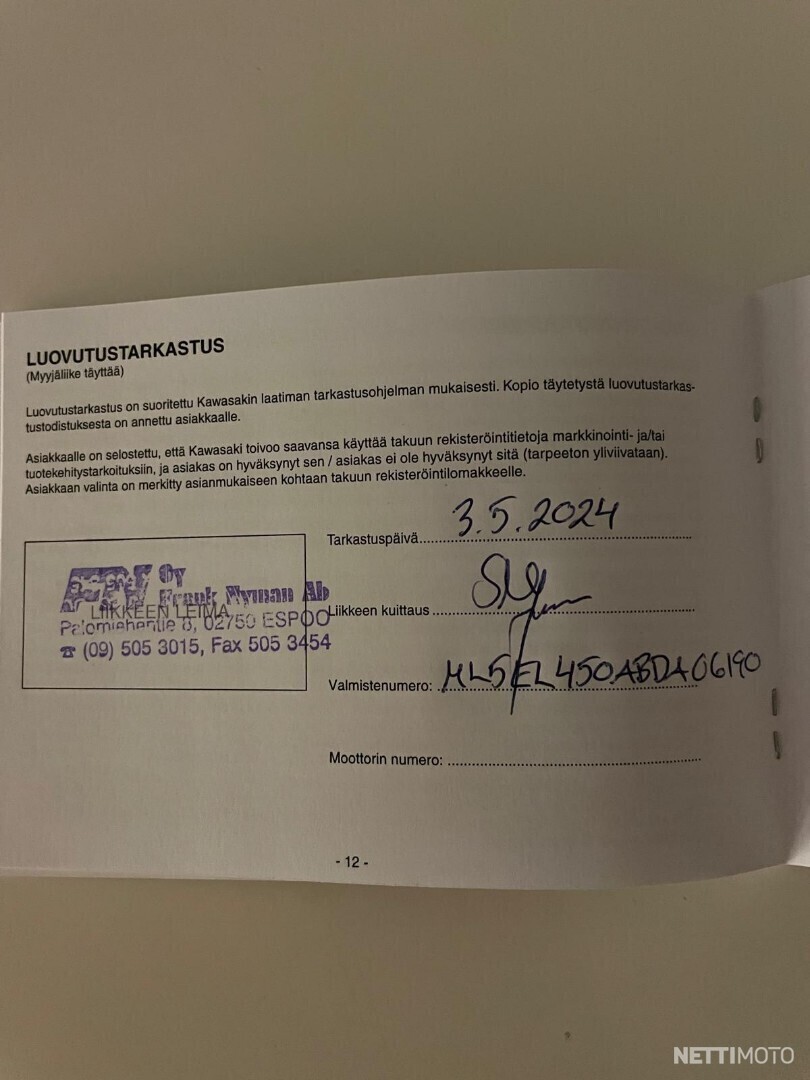 LUOVUTUSTARKASTUS
(Myyjäliike täyttää)
Luovutustarkastus on suoritettu Kawasakin laatiman tarkastusohjelman mukaisesti. Kopio täytetystä luovutustarkas-
tustodistuksesta on annettu asiakkaalle.
Asiakkaalle on selostettu, että Kawasaki toivoo saavansa käyttää takuun rekisteröintitietoja markkinointi- ja/tai
tuotekehitystarkoituksiin, ja asiakas on hyväksynyt sen / asiakas ei ole hyväksynyt sitä (tarpeeton yliviivataan).
Asiakkaan valinta on merkitty asianmukaiseen kohtaan takuun rekisteröintilomakkeelle.
Tarkastuspäivä 3.5.2024
Oy
Frank Nyman Ab
LIIKKEEN LEIMA
Palomiehentie 8, 02750 ESPOO
☎ (09) 505 3015, Fax 505 3454
Liikkeen kuittaus
Valmistenumero: ML5EL450ABDA06190
Moottorin numero:
- 12 -
NETTIMOTO